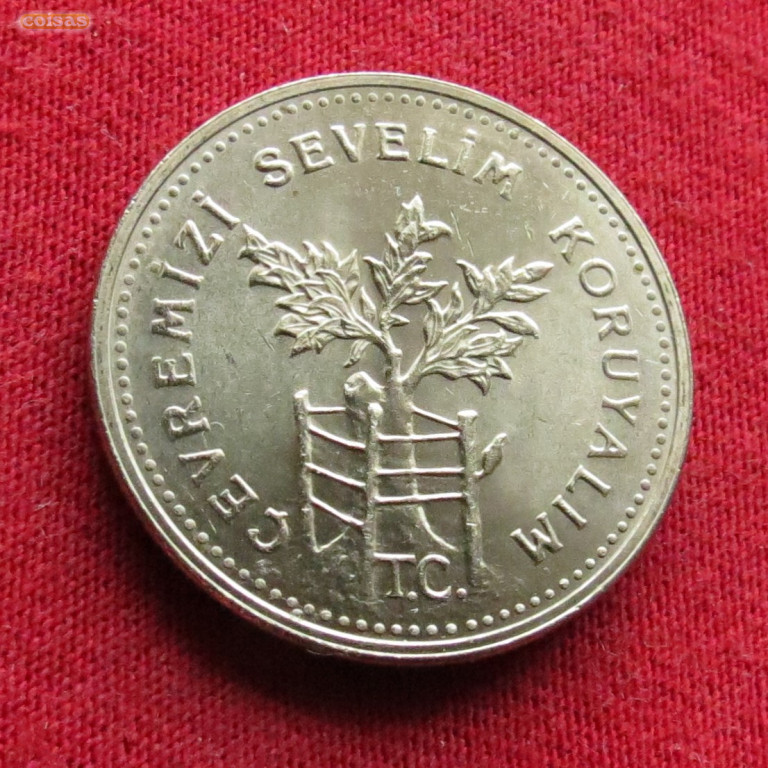 coisas
ÇEVREMİZİ SEVELİM KORUYALIM
T.C.